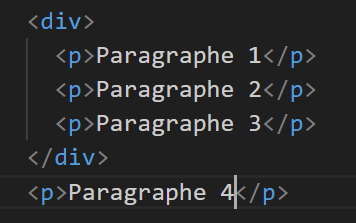 <div>
  <p>Paragraphe 1</p>
  <p>Paragraphe 2</p>
  <p>Paragraphe 3</p>
</div>
<p>Paragraphe 4</p>